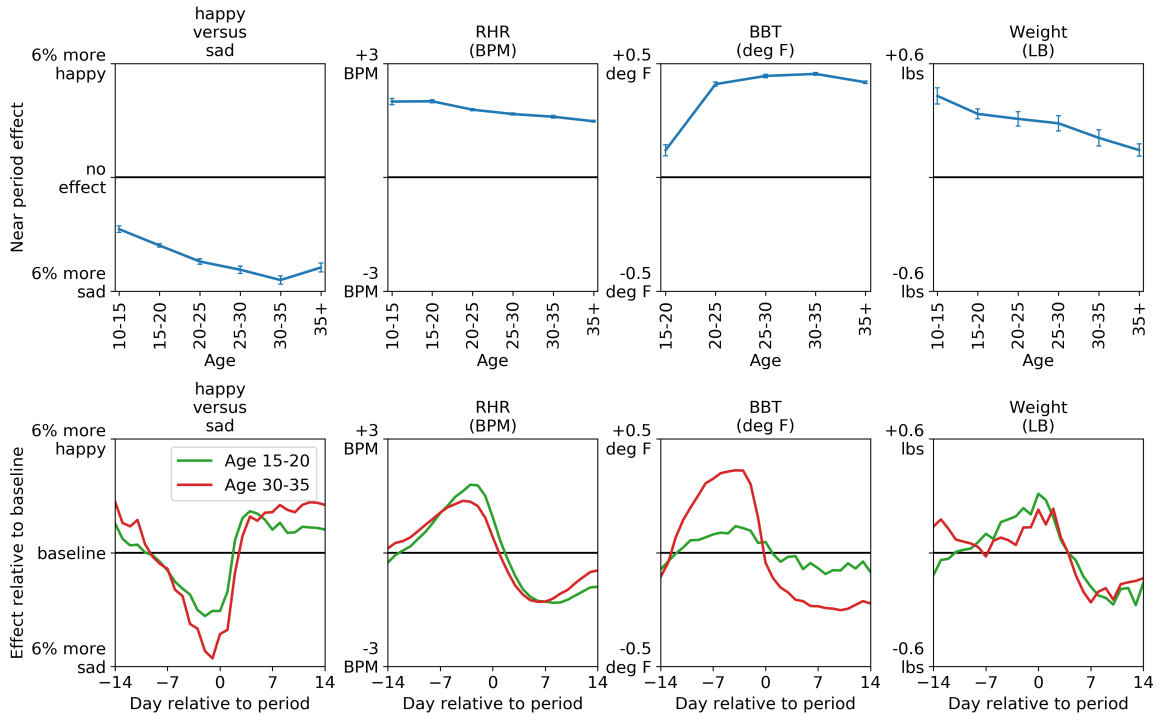 happy
versus
sad
6% more
happy
no
effect
6% more
sad
Near period effect
10-15
15-20
20-25
25-30
30-35
35+
Age
RHR
(BPM)
+3
BPM
-3
BPM
10-15
15-20
20-25
25-30
30-35
35+
Age
BBT
(deg F)
+0.5
deg F
-0.5
deg F
15-20
20-25
25-30
30-35
35+
Age
Weight
(LB)
+0.6
lbs
-0.6
lbs
10-15
15-20
20-25
25-30
30-35
35+
Age
happy
versus
sad
6% more
happy
baseline
6% more
sad
Effect relative to baseline
Age 15-20
Age 30-35
−14 −7 0 7 14
Day relative to period
RHR
(BPM)
+3
BPM
-3
BPM
−14 −7 0 7 14
Day relative to period
BBT
(deg F)
+0.5
deg F
-0.5
deg F
−14 −7 0 7 14
Day relative to period
Weight
(LB)
+0.6
lbs
-0.6
lbs
−14 −7 0 7 14
Day relative to period